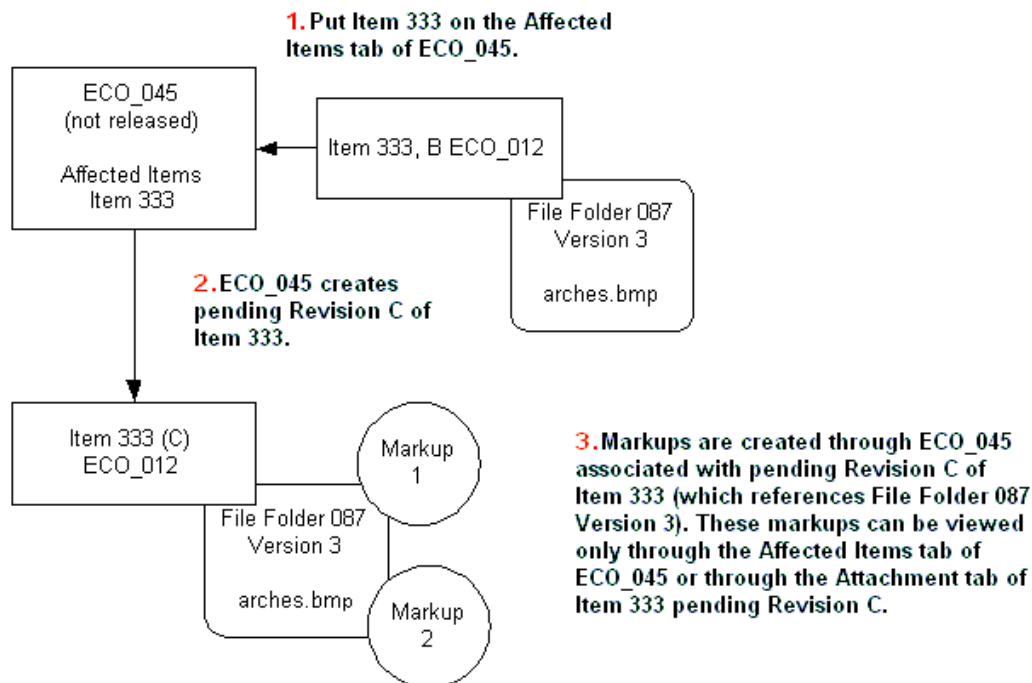 1. Put Item 333 on the Affected
Items tab of ECO_045.
ECO_045
(not released)
Affected Items
Item 333
Item 333, B ECO_012
File Folder 087
Version 3
arches.bmp
2. ECO_045 creates
pending Revision C of
Item 333.
Item 333 (C)
ECO_012
Markup
1
File Folder 087
Version 3
arches.bmp
Markup
2
3. Markups are created through ECO_045
associated with pending Revision C of
Item 333 (which references File Folder 087
Version 3). These markups can be viewed
only through the Affected Items tab of
ECO_045 or through the Attachment tab of
Item 333 pending Revision C.